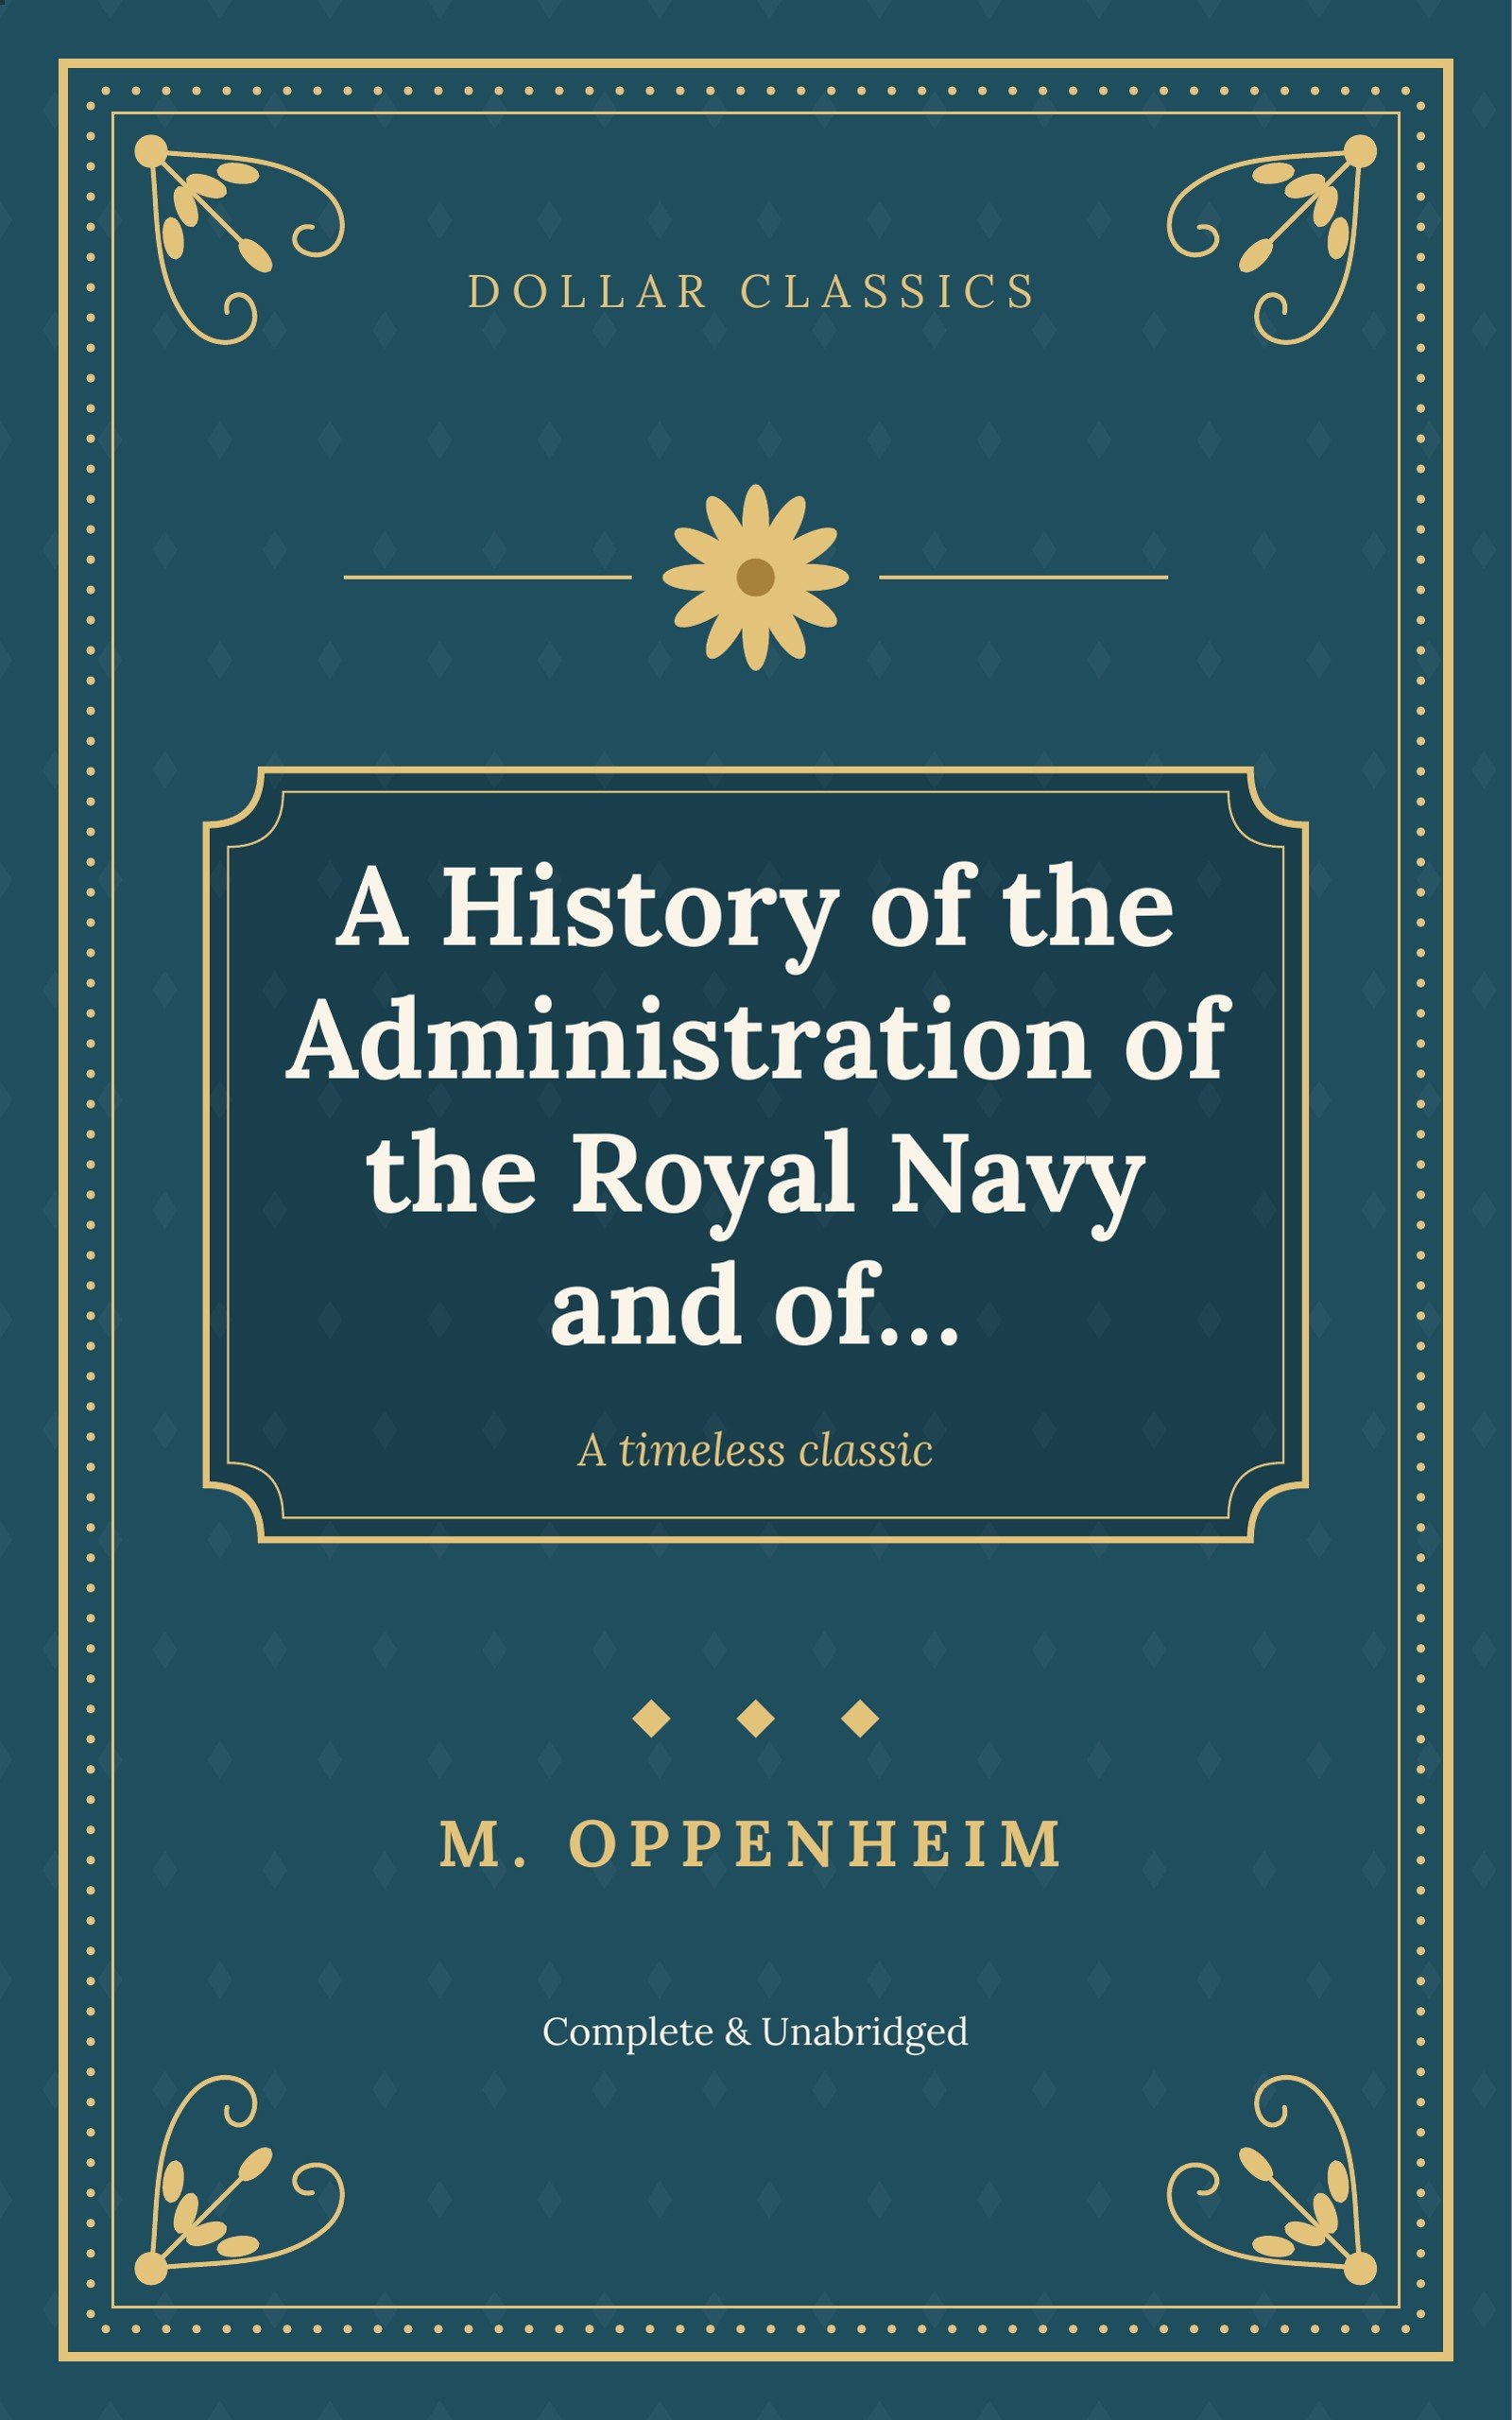 DOLLAR CLASSICS
A History of the
Administration of
the Royal Navy
and of...
A timeless classic
M. OPPENHEIM
Complete & Unabridged